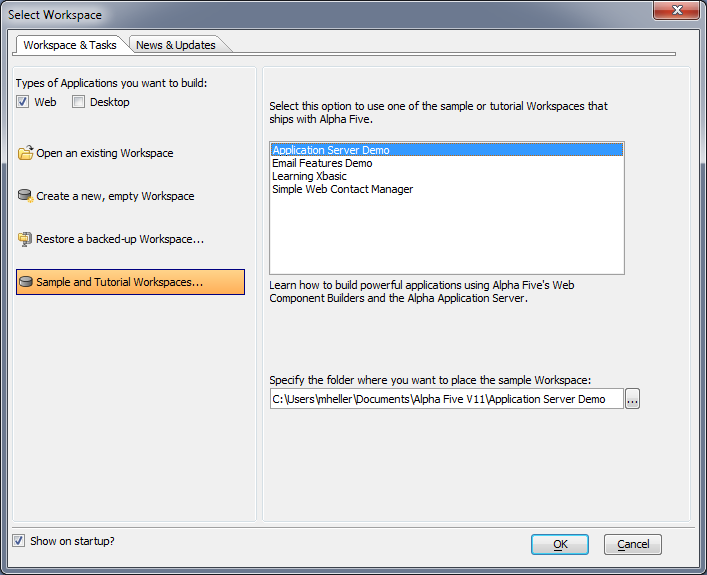 Select Workspace
Workspace & Tasks
News & Updates
Types of Applications you want to build:
Web
Desktop
Open an existing Workspace
Create a new, empty Workspace
Restore a backed-up Workspace...
Sample and Tutorial Workspaces...
Select this option to use one of the sample or tutorial Workspaces that
ships with Alpha Five.
Application Server Demo
Email Features Demo
Learning Xbasic
Simple Web Contact Manager
Learn how to build powerful applications using Alpha Five's Web
Component Builders and the Alpha Application Server.
Specify the folder where you want to place the sample Workspace:
C:\Users\mheller\Documents\Alpha Five V11\Application Server Demo
...
Show on startup?
OK
Cancel